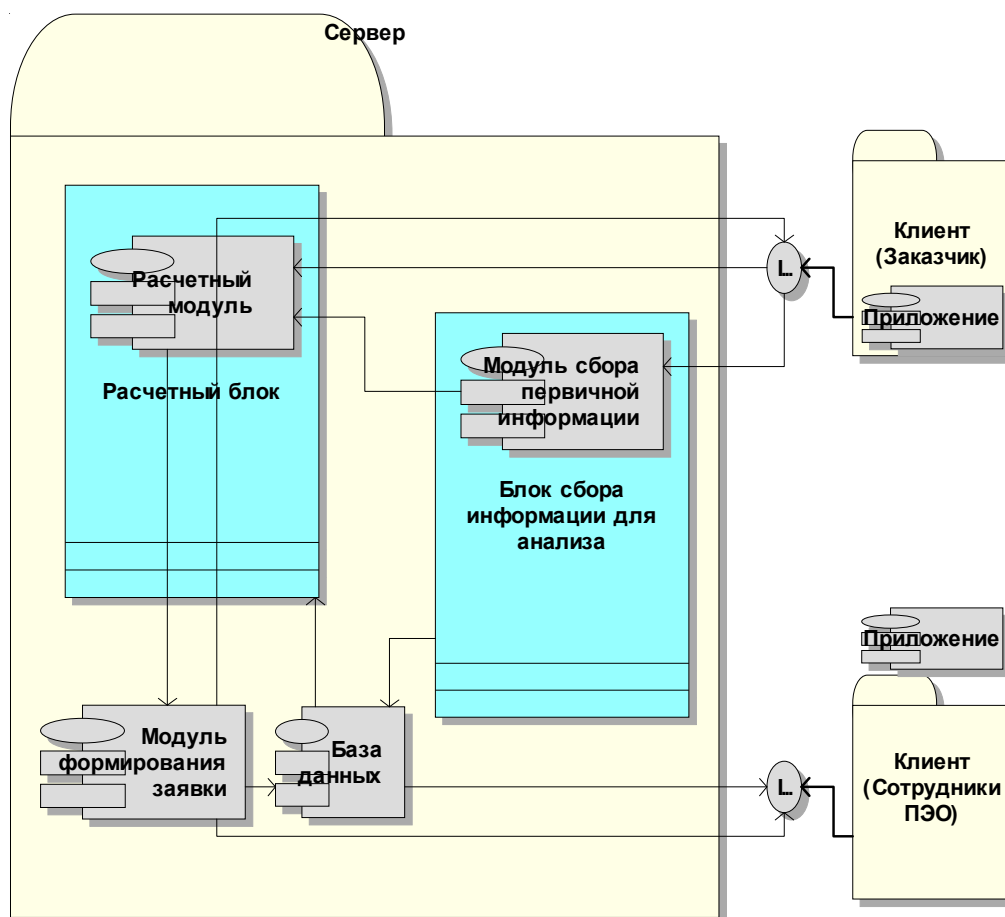 Сервер
Расчетный
модуль
Расчетный блок
Модуль сбора
первичной
информации
Блок сбора
информации для
анализа
L..
Клиент
(Заказчик)
Приложение
Приложение
Модуль
формирования
заявки
База
данных
L..
Клиент
(Сотрудники
ПЭО)